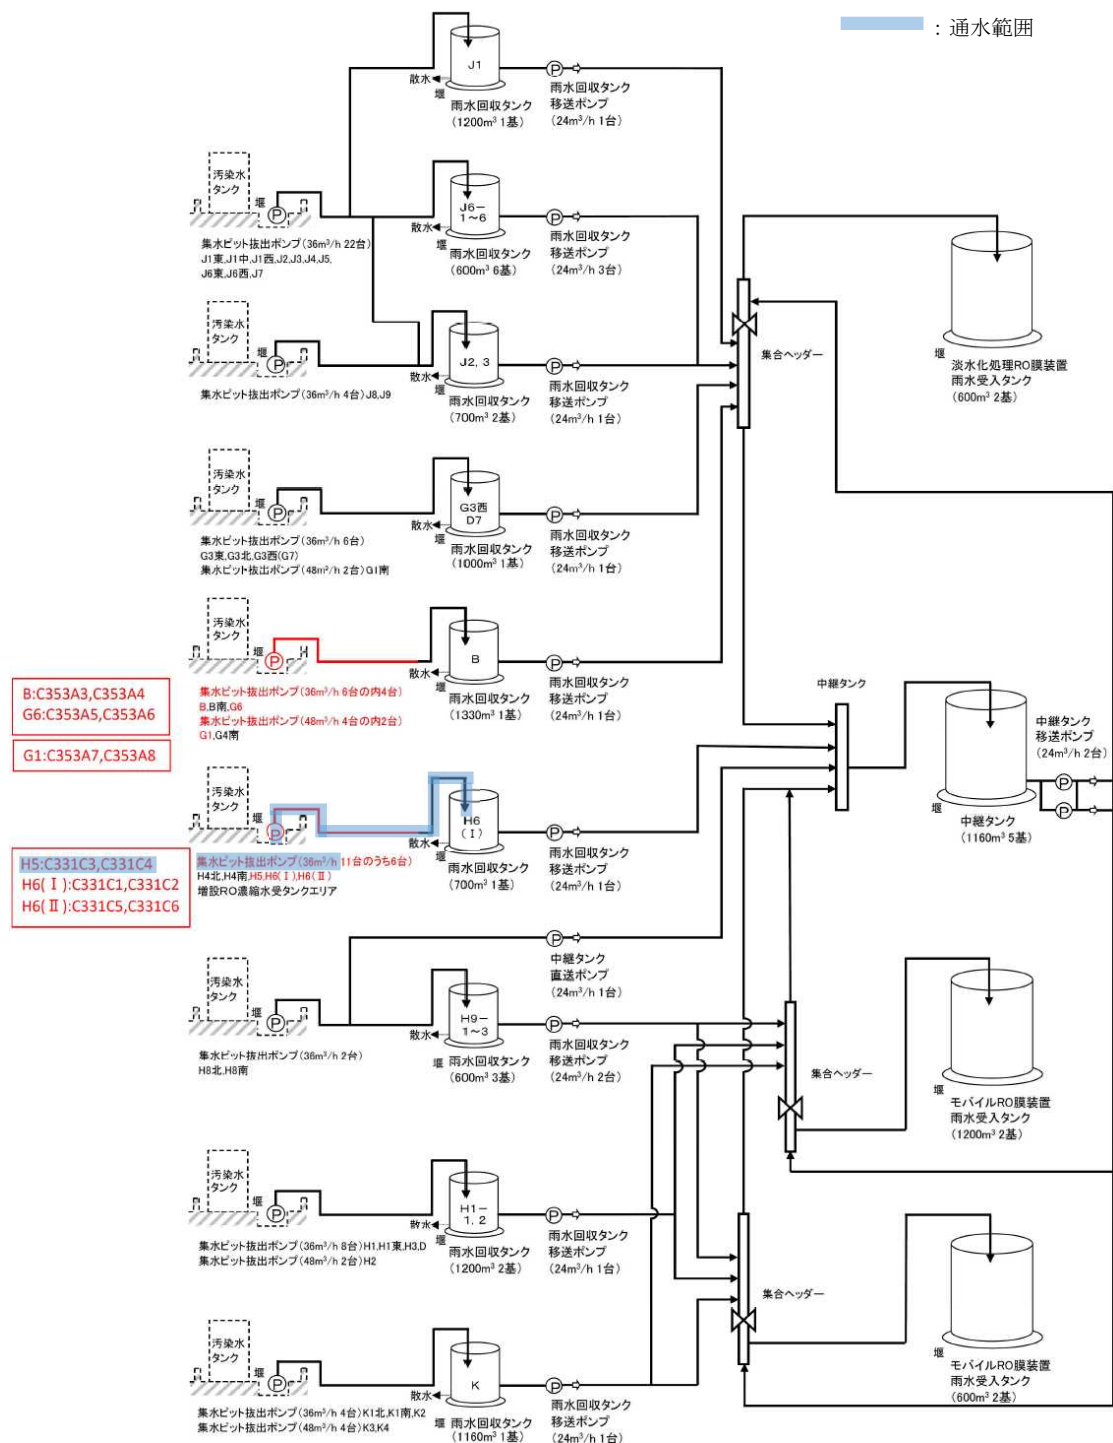 ：通水範囲
J1
散水
堰
雨水回収タンク
(1200m³ 1基)
P
雨水回収タンク
移送ポンプ
(24m³/h 1台)
汚染水
タンク
堰
P
集水ピット抜出ポンプ(36m³/h 22台)
J1東,J1中,J1西,J2,J3,J4,J5,
J6東,J6西,J7
J6－
1～6
散水
堰
雨水回収タンク
(600m³ 6基)
P
雨水回収タンク
移送ポンプ
(24m³/h 3台)
集合ヘッダー
堰
淡水化処理RO膜装置
雨水受入タンク
(600m³ 2基)
汚染水
タンク
堰
P
集水ピット抜出ポンプ(36m³/h 4台)J8,J9
J2, 3
散水
堰
雨水回収タンク
(700m³ 2基)
P
雨水回収タンク
移送ポンプ
(24m³/h 1台)
汚染水
タンク
堰
P
集水ピット抜出ポンプ(36m³/h 6台)
G3東,G3北,G3西(G7)
集水ピット抜出ポンプ(48m³/h 2台)G1南
G3西
D7
散水
堰
雨水回収タンク
(1000m³ 1基)
P
雨水回収タンク
移送ポンプ
(24m³/h 1台)
汚染水
タンク
堰
P
集水ピット抜出ポンプ(36m³/h 6台の内4台)
B,B南,G6
集水ピット抜出ポンプ(48m³/h 4台の内2台)
G1,G4南
B:C353A3,C353A4
G6:C353A5,C353A6
G1:C353A7,C353A8
B
散水
堰
雨水回収タンク
(1330m³ 1基)
P
雨水回収タンク
移送ポンプ
(24m³/h 1台)
中継タンク
中継タンク
移送ポンプ
(24m³/h 2台)
P
P
堰
中継タンク
(1160m³ 5基)
汚染水
タンク
堰
P
集水ピット抜出ポンプ(36m³/h 11台のうち6台)
H4北,H4南,H5,H6(Ⅰ),H6(Ⅱ)
増設RO濃縮水受タンクエリア
H5:C331C3,C331C4
H6(Ⅰ):C331C1,C331C2
H6(Ⅱ):C331C5,C331C6
H6
(Ⅰ)
散水
堰
雨水回収タンク
(700m³ 1基)
P
雨水回収タンク
移送ポンプ
(24m³/h 1台)
P
中継タンク
直送ポンプ
(24m³/h 1台)
汚染水
タンク
堰
P
集水ピット抜出ポンプ(36m³/h 2台)
H8北,H8南
H9－
1～3
散水
堰
雨水回収タンク
(600m³ 3基)
P
雨水回収タンク
移送ポンプ
(24m³/h 2台)
集合ヘッダー
堰
モバイルRO膜装置
雨水受入タンク
(1200m³ 2基)
汚染水
タンク
堰
P
集水ピット抜出ポンプ(36m³/h 8台)H1,H1東,H3,D
集水ピット抜出ポンプ(48m³/h 2台)H2
H1－
1, 2
散水
堰
雨水回収タンク
(1200m³ 2基)
P
雨水回収タンク
移送ポンプ
(24m³/h 1台)
集合ヘッダー
堰
モバイルRO膜装置
雨水受入タンク
(600m³ 2基)
汚染水
タンク
堰
P
集水ピット抜出ポンプ(36m³/h 4台)K1北,K1南,K2
集水ピット抜出ポンプ(48m³/h 4台)K3,K4
K
散水
堰
雨水回収タンク
(1160m³ 1基)
P
雨水回収タンク
移送ポンプ
(24m³/h 1台)